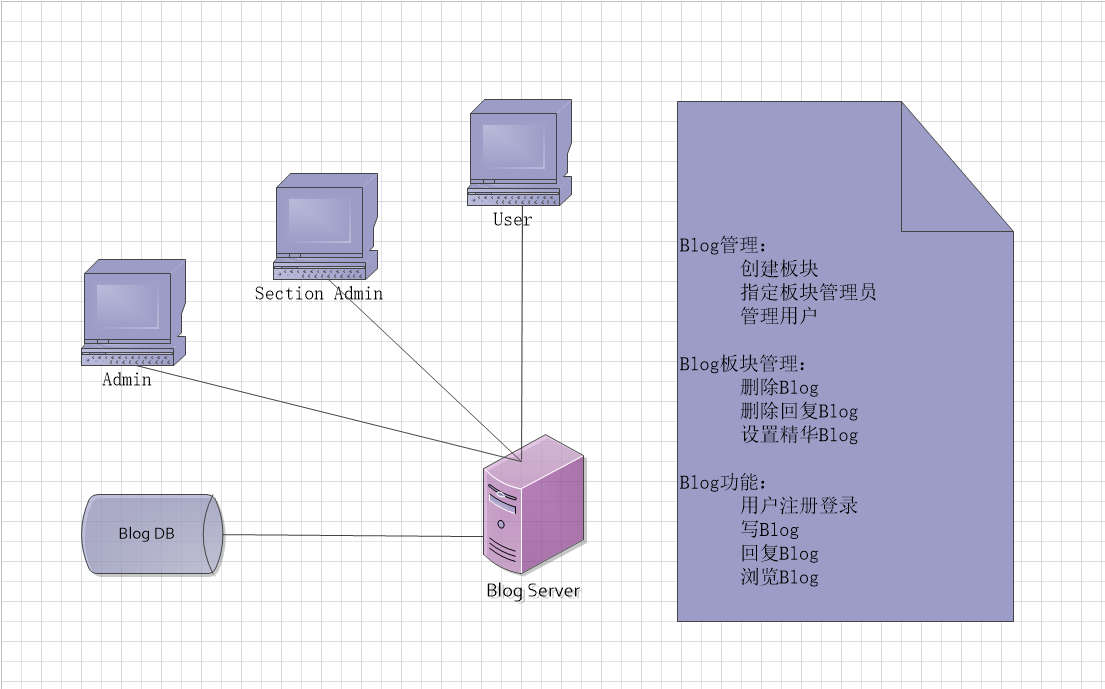 User
Section Admin
Admin
Blog DB
Blog Server
Blog管理：
创建板块
指定板块管理员
管理用户
Blog板块管理：
删除Blog
删除回复Blog
设置精华Blog
Blog功能：
用户注册登录
写Blog
回复Blog
浏览Blog